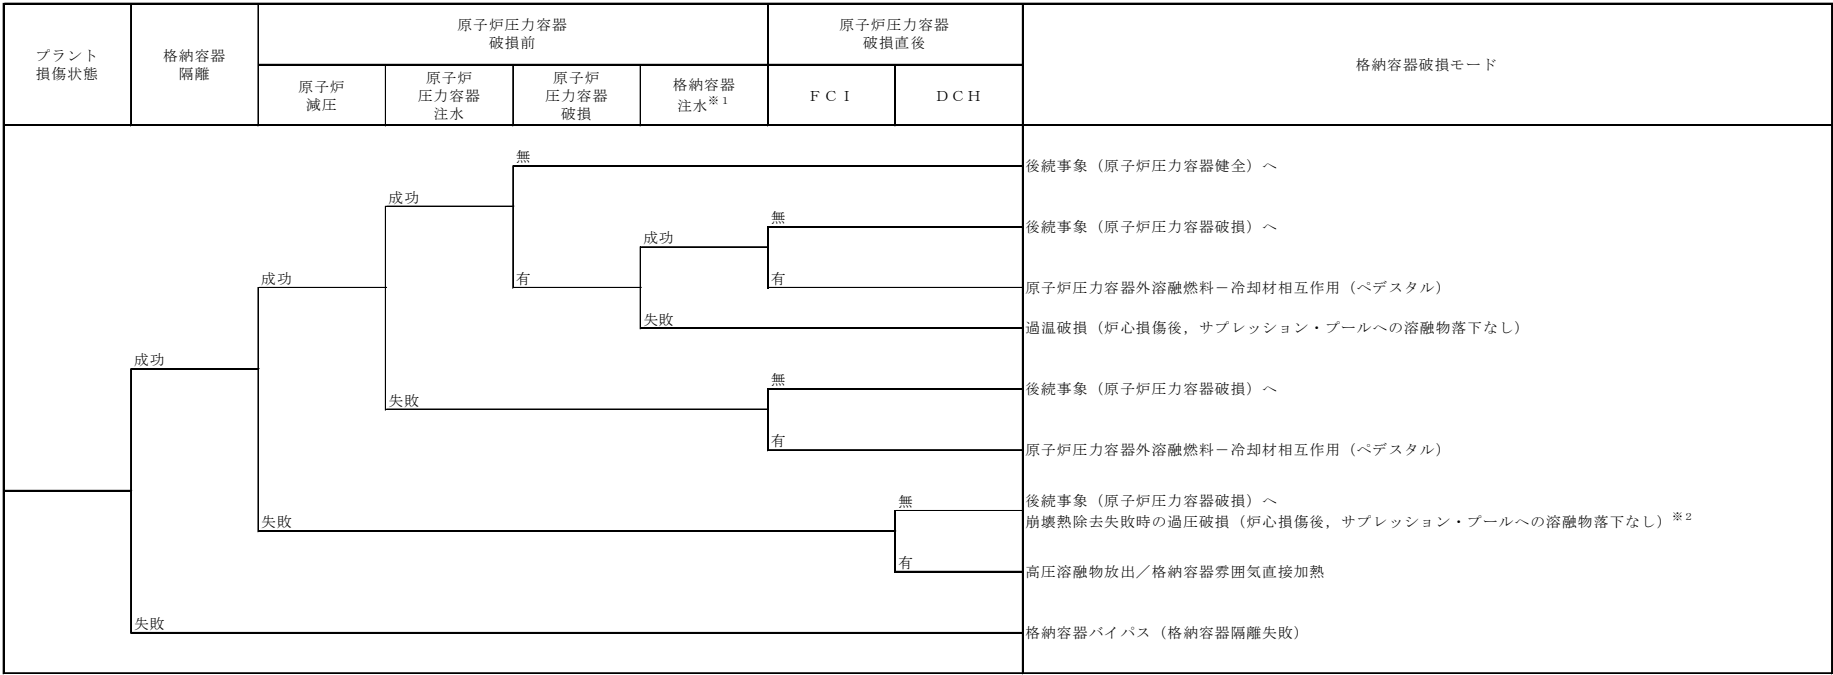 プラント
損傷状態
格納容器
隔離
原子炉圧力容器
破損前
原子炉圧力容器
破損直後
格納容器破損モード
原子炉
減圧
原子炉
圧力容器
注水
原子炉
圧力容器
破損
格納容器
注水※1
ＦＣＩ
ＤＣＨ
無
後続事象（原子炉圧力容器健全）へ
成功
無
後続事象（原子炉圧力容器破損）へ
成功
成功
有
有
原子炉圧力容器外溶融燃料－冷却材相互作用（ペデスタル）
失敗
過温破損（炉心損傷後，サプレッション・プールへの溶融物落下なし）
成功
無
後続事象（原子炉圧力容器破損）へ
失敗
有
原子炉圧力容器外溶融燃料－冷却材相互作用（ペデスタル）
無
後続事象（原子炉圧力容器破損）へ
失敗
崩壊熱除去失敗時の過圧破損（炉心損傷後，サプレッション・プールへの溶融物落下なし）※2
有
高圧溶融物放出／格納容器雰囲気直接加熱
失敗
格納容器バイパス（格納容器隔離失敗）